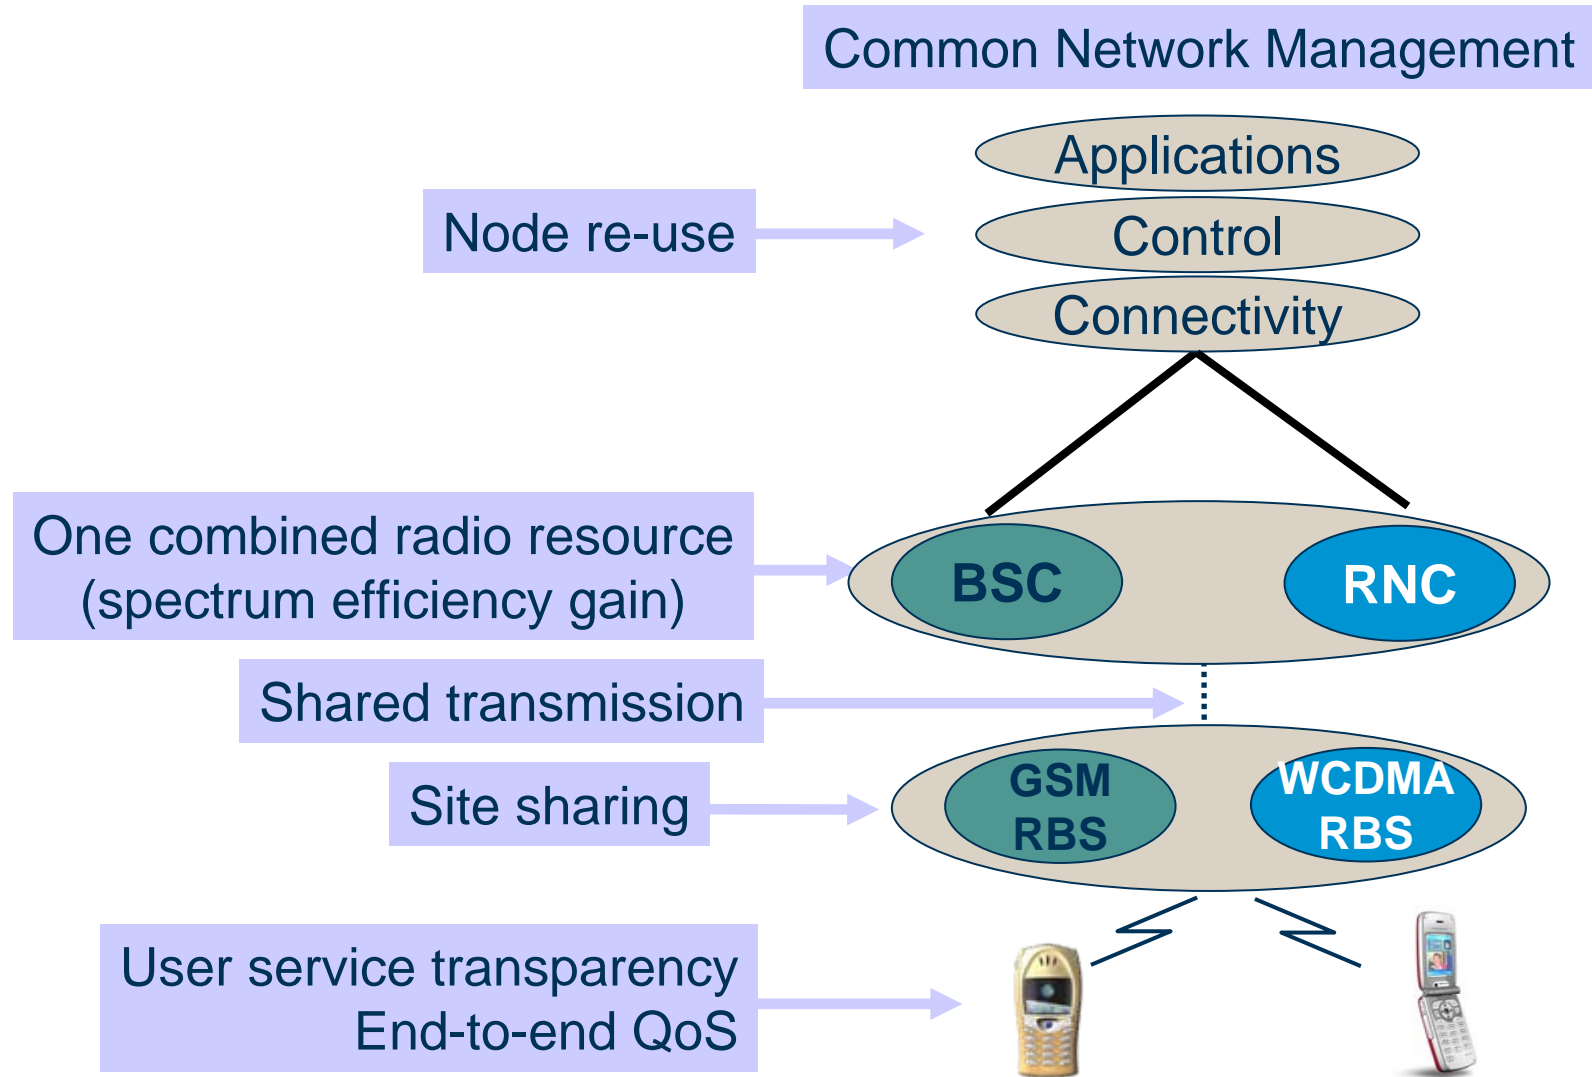 Common Network Management
Applications
Node re-use
Control
Connectivity
One combined radio resource
(spectrum efficiency gain)
BSC
RNC
Shared transmission
Site sharing
GSM
RBS
WCDMA
RBS
User service transparency
End-to-end QoS